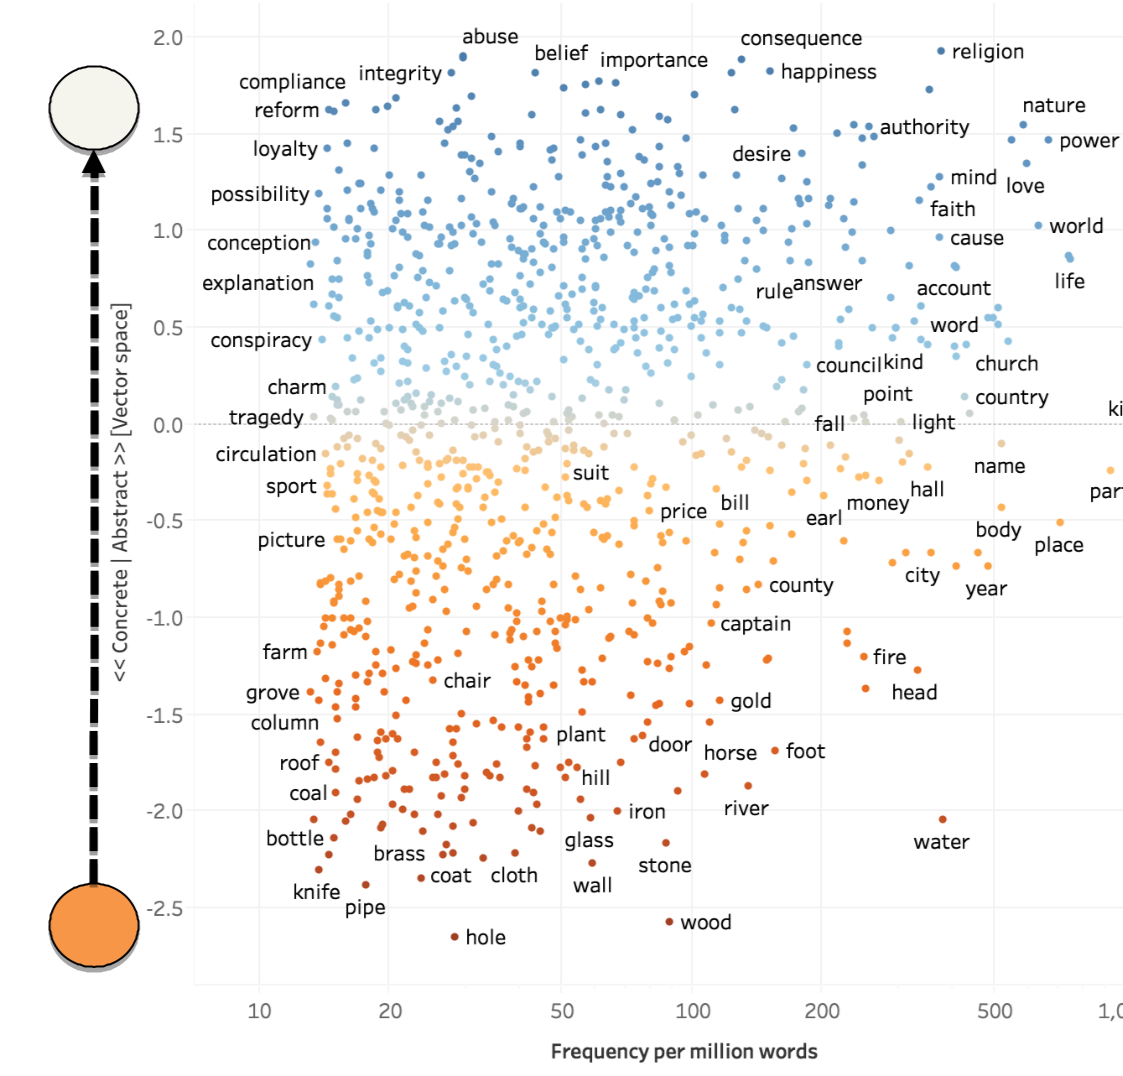 2.0
abuse
belief
consequence
importance
religion
integrity
happiness
compliance
reform
nature
authority
1.5
power
loyalty
desire
mind
love
possibility
faith
1.0
world
conception
cause
explanation
rule
answer
account
life
0.5
word
conspiracy
council
kind
church
charm
point
country
ki
tragedy
0.0
fall
light
circulation
suit
name
sport
bill
money
hall
par
price
earl
-0.5
body
picture
place
city
county
year
-1.0
captain
farm
fire
chair
head
grove
gold
-1.5
column
plant
door
horse
foot
roof
hill
coal
river
-2.0
iron
bottle
glass
water
brass
stone
coat
cloth
wall
knife
pipe
-2.5
wood
hole
<< Concrete | Abstract >> [Vector space]
10 20 50 100 200 500 1,0
Frequency per million words